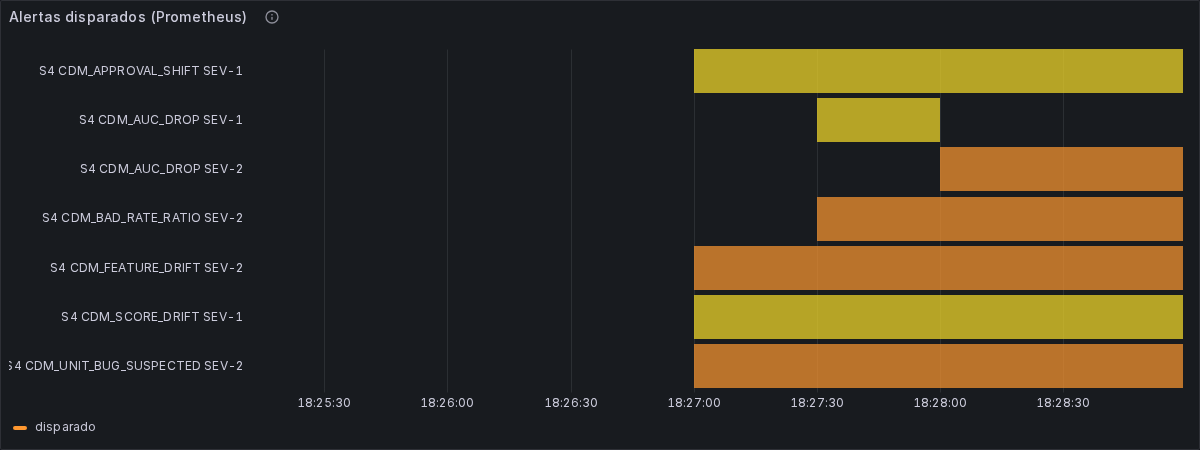 Alertas disparados (Prometheus)
S4 CDM_APPROVAL_SHIFT SEV-1
S4 CDM_AUC_DROP SEV-1
S4 CDM_AUC_DROP SEV-2
S4 CDM_BAD_RATE_RATIO SEV-2
S4 CDM_FEATURE_DRIFT SEV-2
S4 CDM_SCORE_DRIFT SEV-1
S4 CDM_UNIT_BUG_SUSPECTED SEV-2
18:25:30 18:26:00 18:26:30 18:27:00 18:27:30 18:28:00 18:28:30
disparado